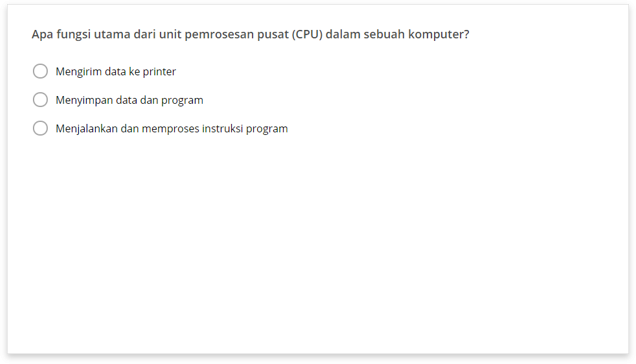 Apa fungsi utama dari unit pemrosesan pusat (CPU) dalam sebuah komputer?
Mengirim data ke printer
Menyimpan data dan program
Menjalankan dan memproses instruksi program